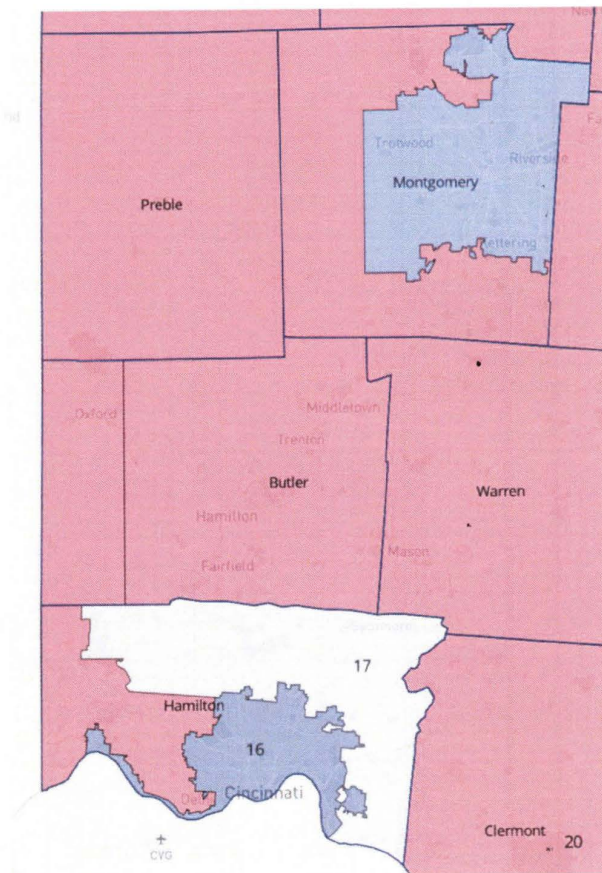 Trotwood
Riverside
Montgomery
Preble
Kettering
Oxford
Middletown
Trenton
Butler
Warren
Hamilton
Mason
Fairfield
17
Hamilton
16
Cincinnati
Clermont
20
CVG